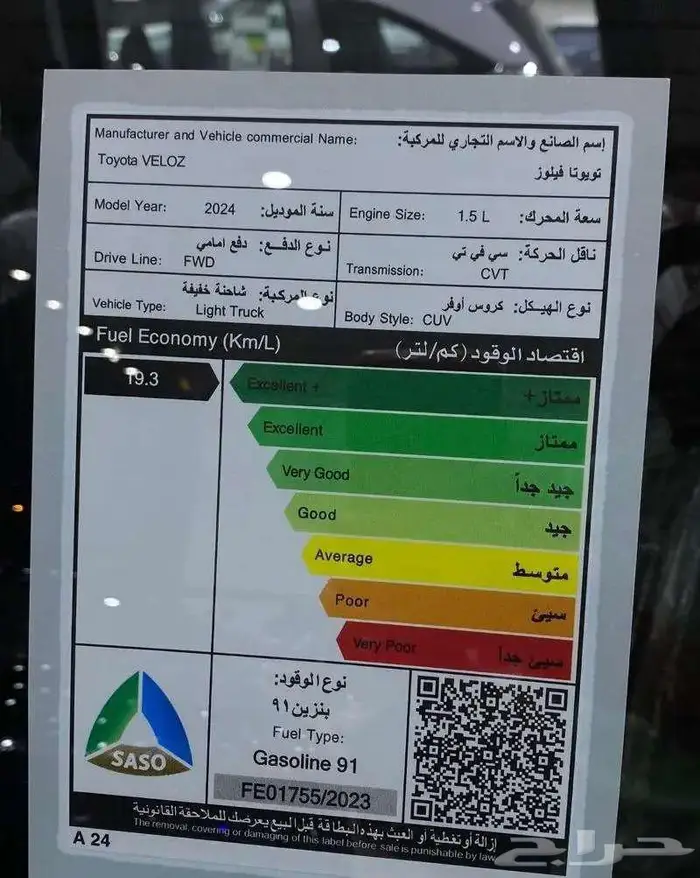 Manufacturer and Vehicle commercial Name: إسم الصانع والاسم التجاري للمركبة:
Toyota VELOZ تويوتا فيلوز
Model Year: 2024 سنة الموديل:
Engine Size: 1.5 L سعة المحرك:
نوع الدفـع: دفع امامي
Drive Line: FWD
ناقل الحركة: سي في تي
Transmission: CVT
نوع المركبة: شاحنة خفيفة
Vehicle Type: Light Truck
نوع الهيكل: كروس أوفر
Body Style: CUV
Fuel Economy (Km/L) اقتصاد الوقود (كم/لتر)
19.3
Excellent + ممتاز+
Excellent ممتاز
Very Good جيد جداً
Good جيد
Average متوسط
Poor سيئ
Very Poor سيئ جداً
SASO
نوع الوقود:
بنزين ٩١
Fuel Type:
Gasoline 91
FE01755/2023
إزالة أو تغطية أو العبث بهذه البطاقة قبل البيع يعرضك للملاحقة القانونية
The removal, covering or damaging of this label before sale is punishable by law
A 24
حراج